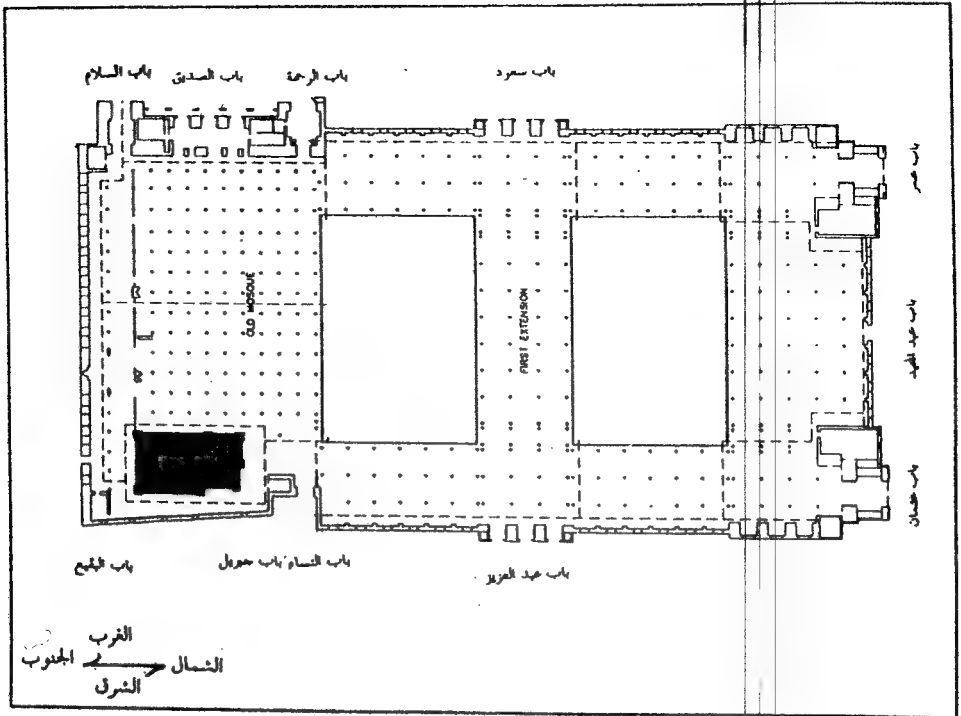 باب السلام
باب الصديق
باب الرحمة
باب سعود
باب عمر
باب عبد المجيد
باب عثمان
OLD MOSQUE
FIRST EXTENSION
باب البقيع
باب جبريل
باب النساء
باب عبد العزيز
الغرب
الجنوب
الشمال
الشرق